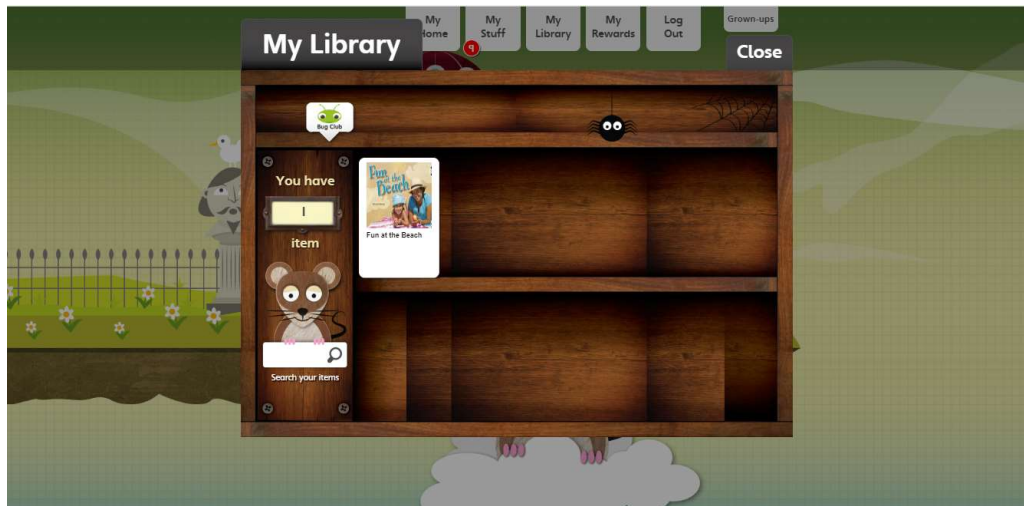 My Library
My
Home
My
Stuff
9
My
Library
My
Rewards
Log
Out
Grown-ups
Close
Bug Club
You have
1
item
Search your items
Fun at the
Beach
Fun at the Beach